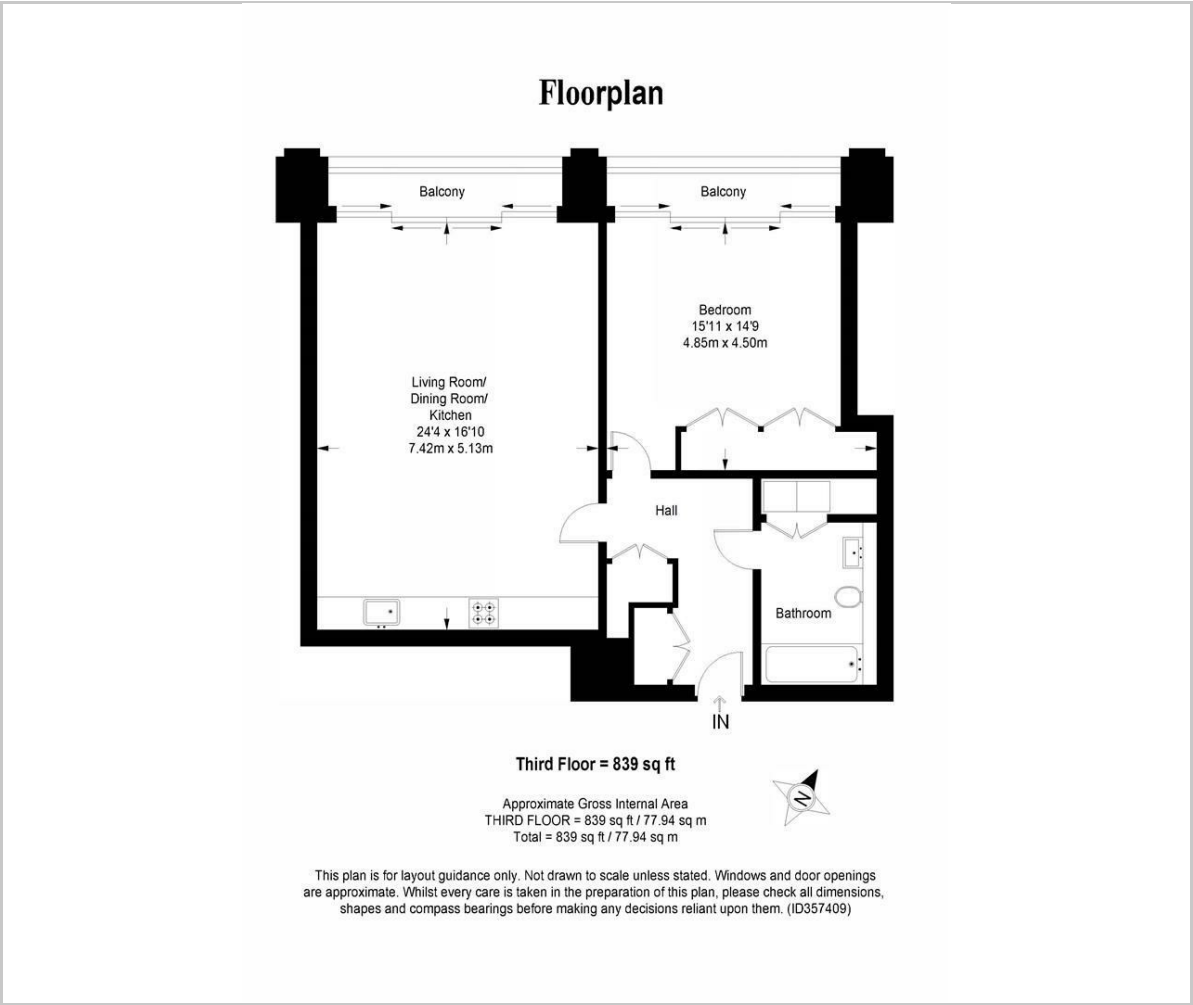 Floorplan
Balcony
Balcony
Bedroom
15'11 x 14'9
4.85m x 4.50m
Living Room/
Dining Room/
Kitchen
24'4 x 16'10
7.42m x 5.13m
Hall
Bathroom
IN
Third Floor = 839 sq ft
N
Approximate Gross Internal Area
THIRD FLOOR = 839 sq ft / 77.94 sq m
Total = 839 sq ft / 77.94 sq m
This plan is for layout guidance only. Not drawn to scale unless stated. Windows and door openings
are approximate. Whilst every care is taken in the preparation of this plan, please check all dimensions,
shapes and compass bearings before making any decisions reliant upon them. (ID357409)